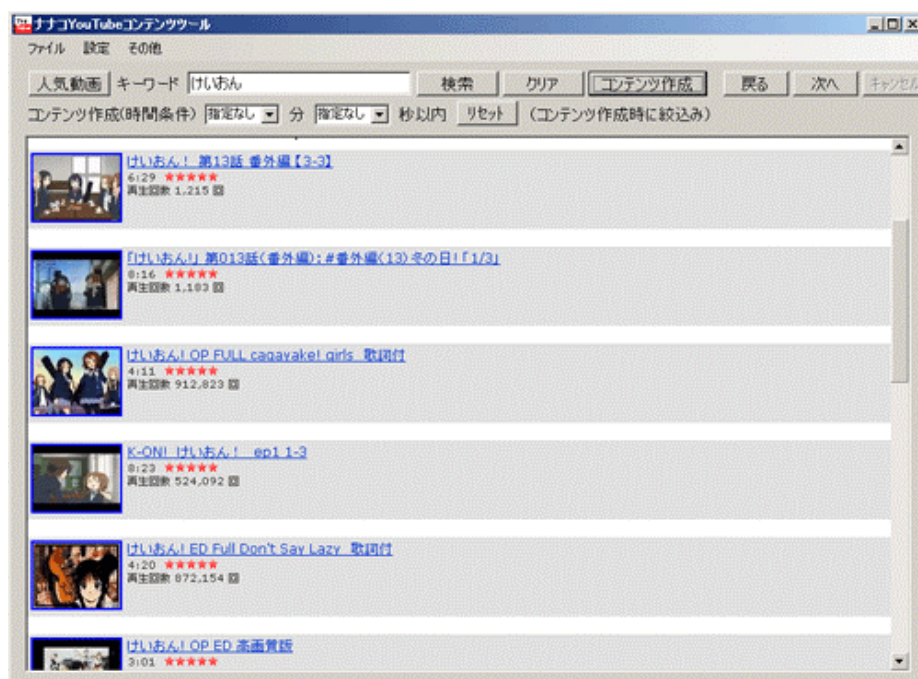 ナナコYouTubeコンテンツツール
ファイル 設定 その他
人気動画 キーワード けいおん 検索 クリア コンテンツ作成 戻る 次へ キャンセル
コンテンツ作成(時間条件) 指定なし 分 指定なし 秒以内 リセット (コンテンツ作成時に絞込み)
けいおん! 第13話 番外編【3-3】
6:29 ★★★★★
再生回数 1,215 回
「けいおん!」 第013話(番外編):#番外編(13)冬の日!「1/3」
8:16 ★★★★★
再生回数 1,183 回
けいおん! OP FULL cagayake! girls 歌詞付
4:11 ★★★★★
再生回数 912,823 回
K-ON! けいおん! ep1 1-3
8:23 ★★★★★
再生回数 524,092 回
けいおん! ED Full Don't Say Lazy 歌詞付
4:20 ★★★★★
再生回数 872,154 回
けいおん! OP ED 高画質版
3:01 ★★★★★